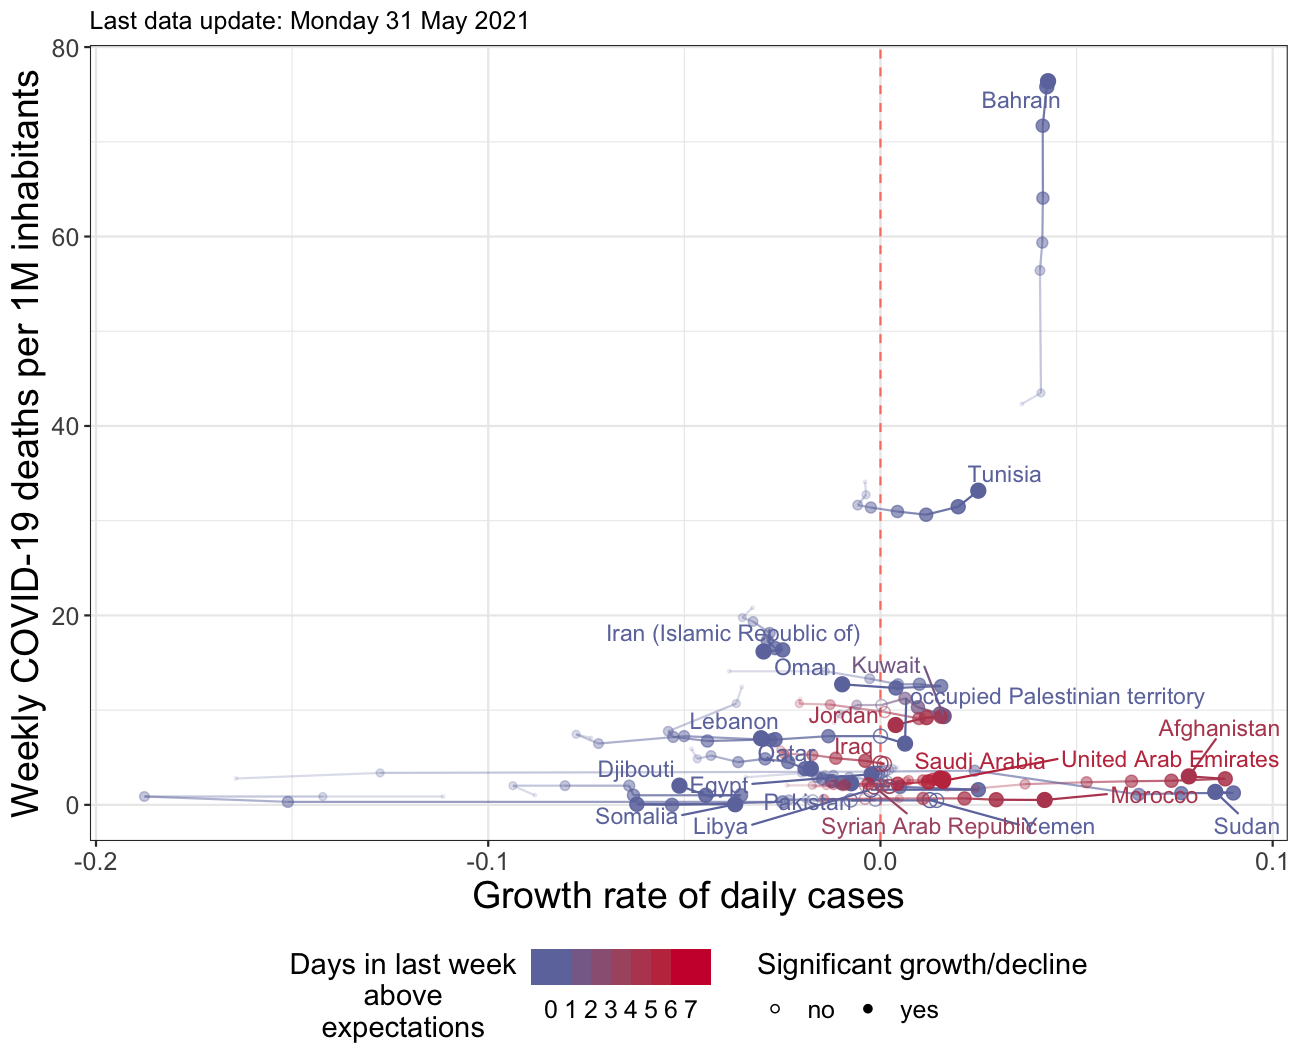 Last data update: Monday 31 May 2021
Weekly COVID-19 deaths per 1M inhabitants
80
60
40
20
0
Bahrain
Tunisia
Iran (Islamic Republic of)
Oman
Kuwait
occupied Palestinian territory
Jordan
Lebanon
Afghanistan
Qatar
Iraq
Saudi Arabia
United Arab Emirates
Djibouti
Egypt
Pakistan
Morocco
Somalia
Libya
Syrian Arab Republic
Yemen
Sudan
-0.2
-0.1
0.0
0.1
Growth rate of daily cases
Days in last week
above
expectations
0 1 2 3 4 5 6 7
Significant growth/decline
no
yes